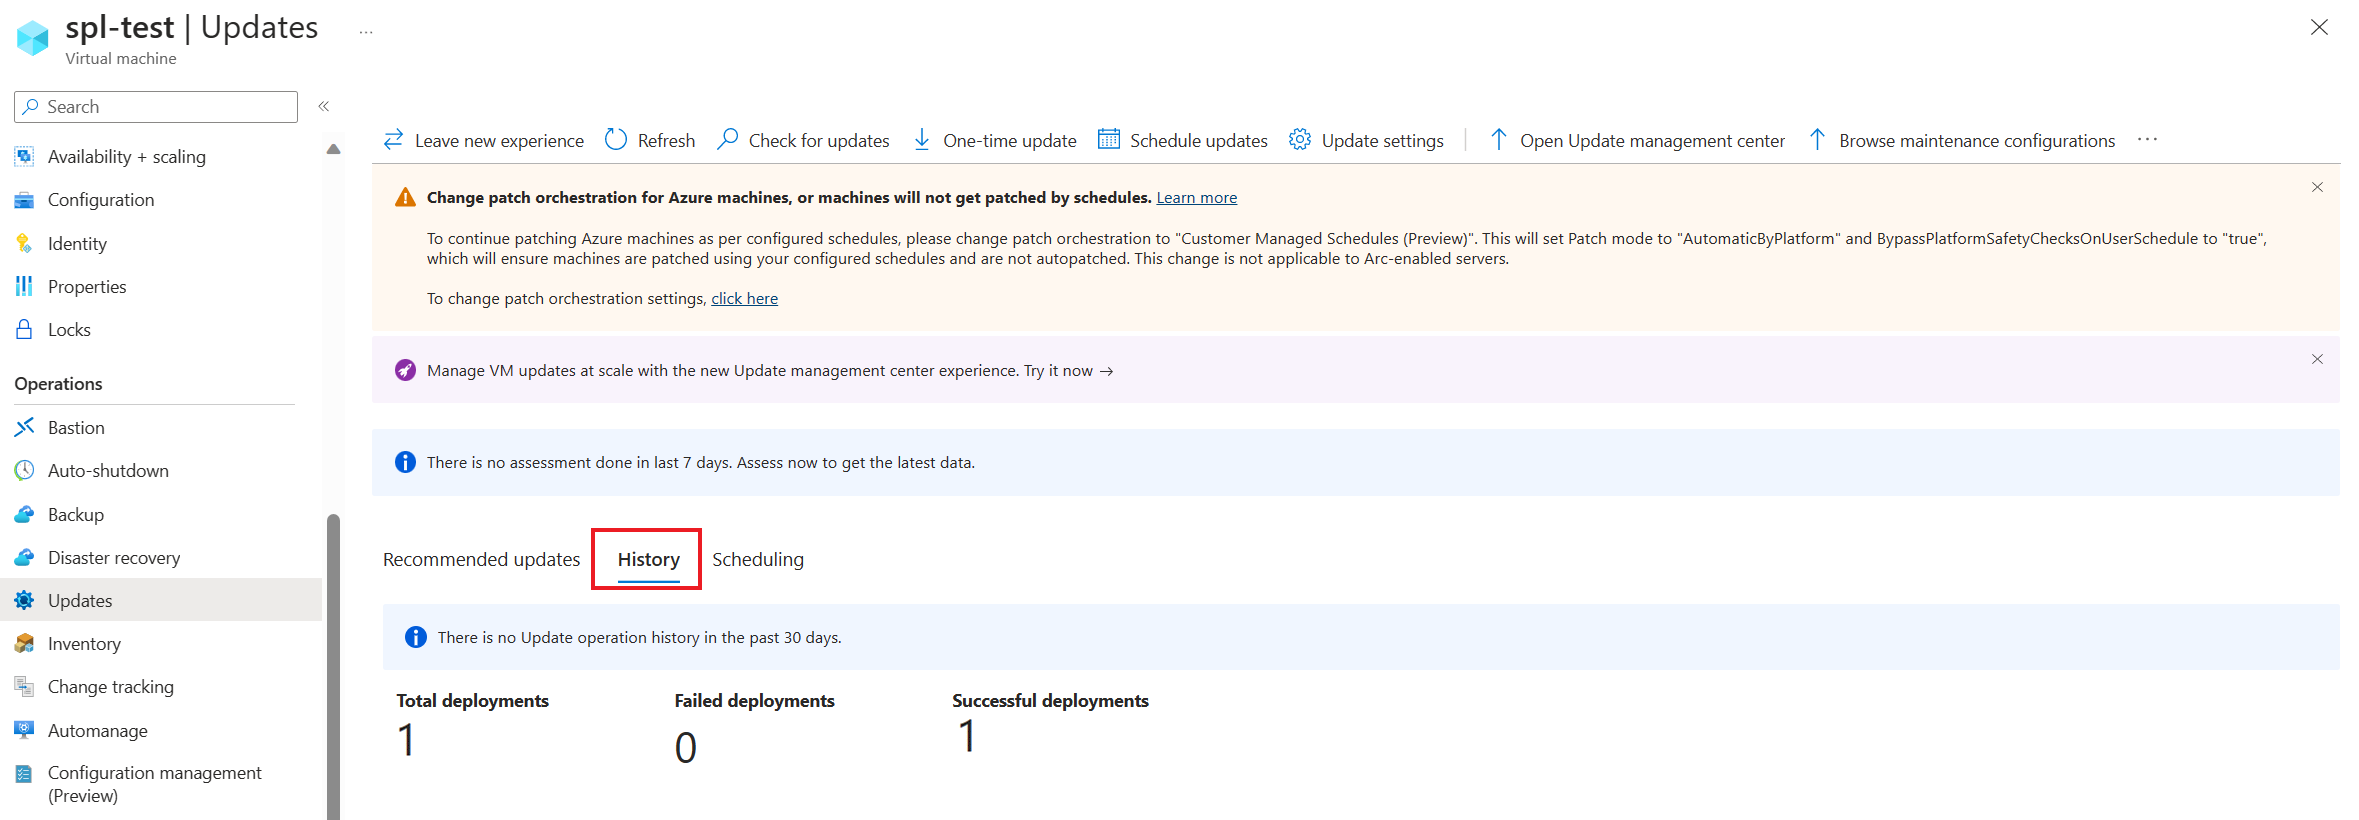 spl-test | Updates
...
Virtual machine
Search
«
Availability + scaling
Configuration
Identity
Properties
Locks
Operations
Bastion
Auto-shutdown
Backup
Disaster recovery
Updates
Inventory
Change tracking
Automanage
Configuration management
(Preview)
Leave new experience Refresh Check for updates One-time update Schedule updates Update settings Open Update management center Browse maintenance configurations ...
Change patch orchestration for Azure machines, or machines will not get patched by schedules. Learn more
To continue patching Azure machines as per configured schedules, please change patch orchestration to "Customer Managed Schedules (Preview)". This will set Patch mode to "AutomaticByPlatform" and BypassPlatformSafetyChecksOnUserSchedule to "true",
which will ensure machines are patched using your configured schedules and are not autopatched. This change is not applicable to Arc-enabled servers.
To change patch orchestration settings, click here
Manage VM updates at scale with the new Update management center experience. Try it now →
There is no assessment done in last 7 days. Assess now to get the latest data.
Recommended updates History Scheduling
There is no Update operation history in the past 30 days.
Total deployments Failed deployments Successful deployments
1 0 1